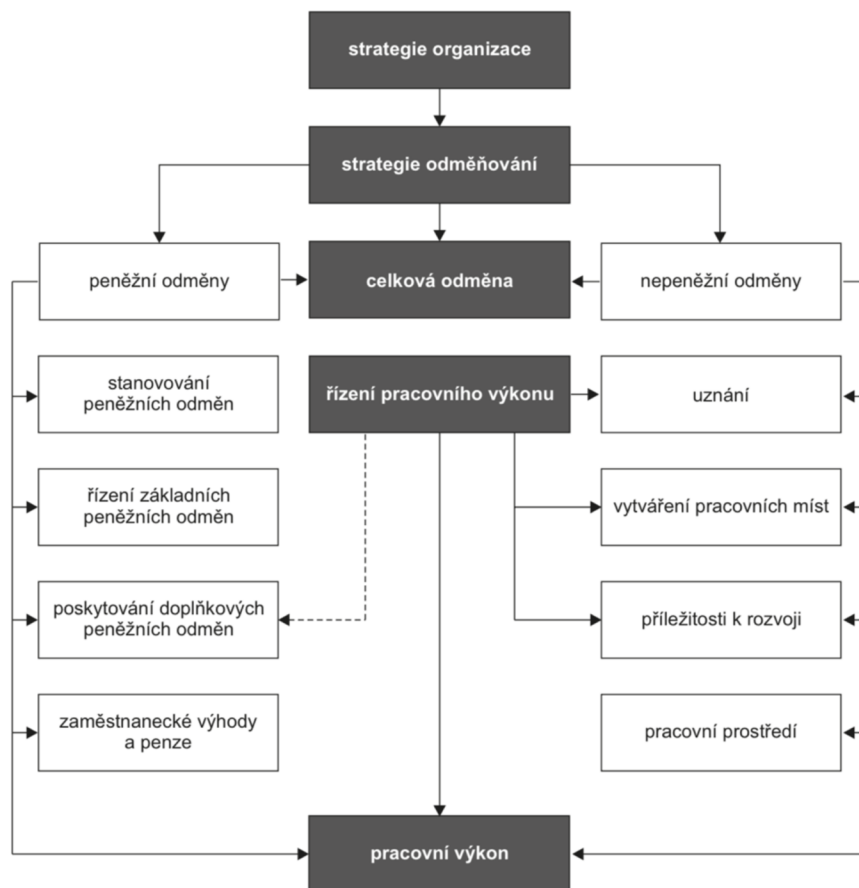 strategie organizace
strategie odměňování
peněžní odměny
celková odměna
nepeněžní odměny
stanovování
peněžních odměn
řízení pracovního výkonu
uznání
řízení základních
peněžních odměn
vytváření pracovních míst
poskytování doplňkových
peněžních odměn
příležitosti k rozvoji
zaměstnanecké výhody
a penze
pracovní prostředí
pracovní výkon